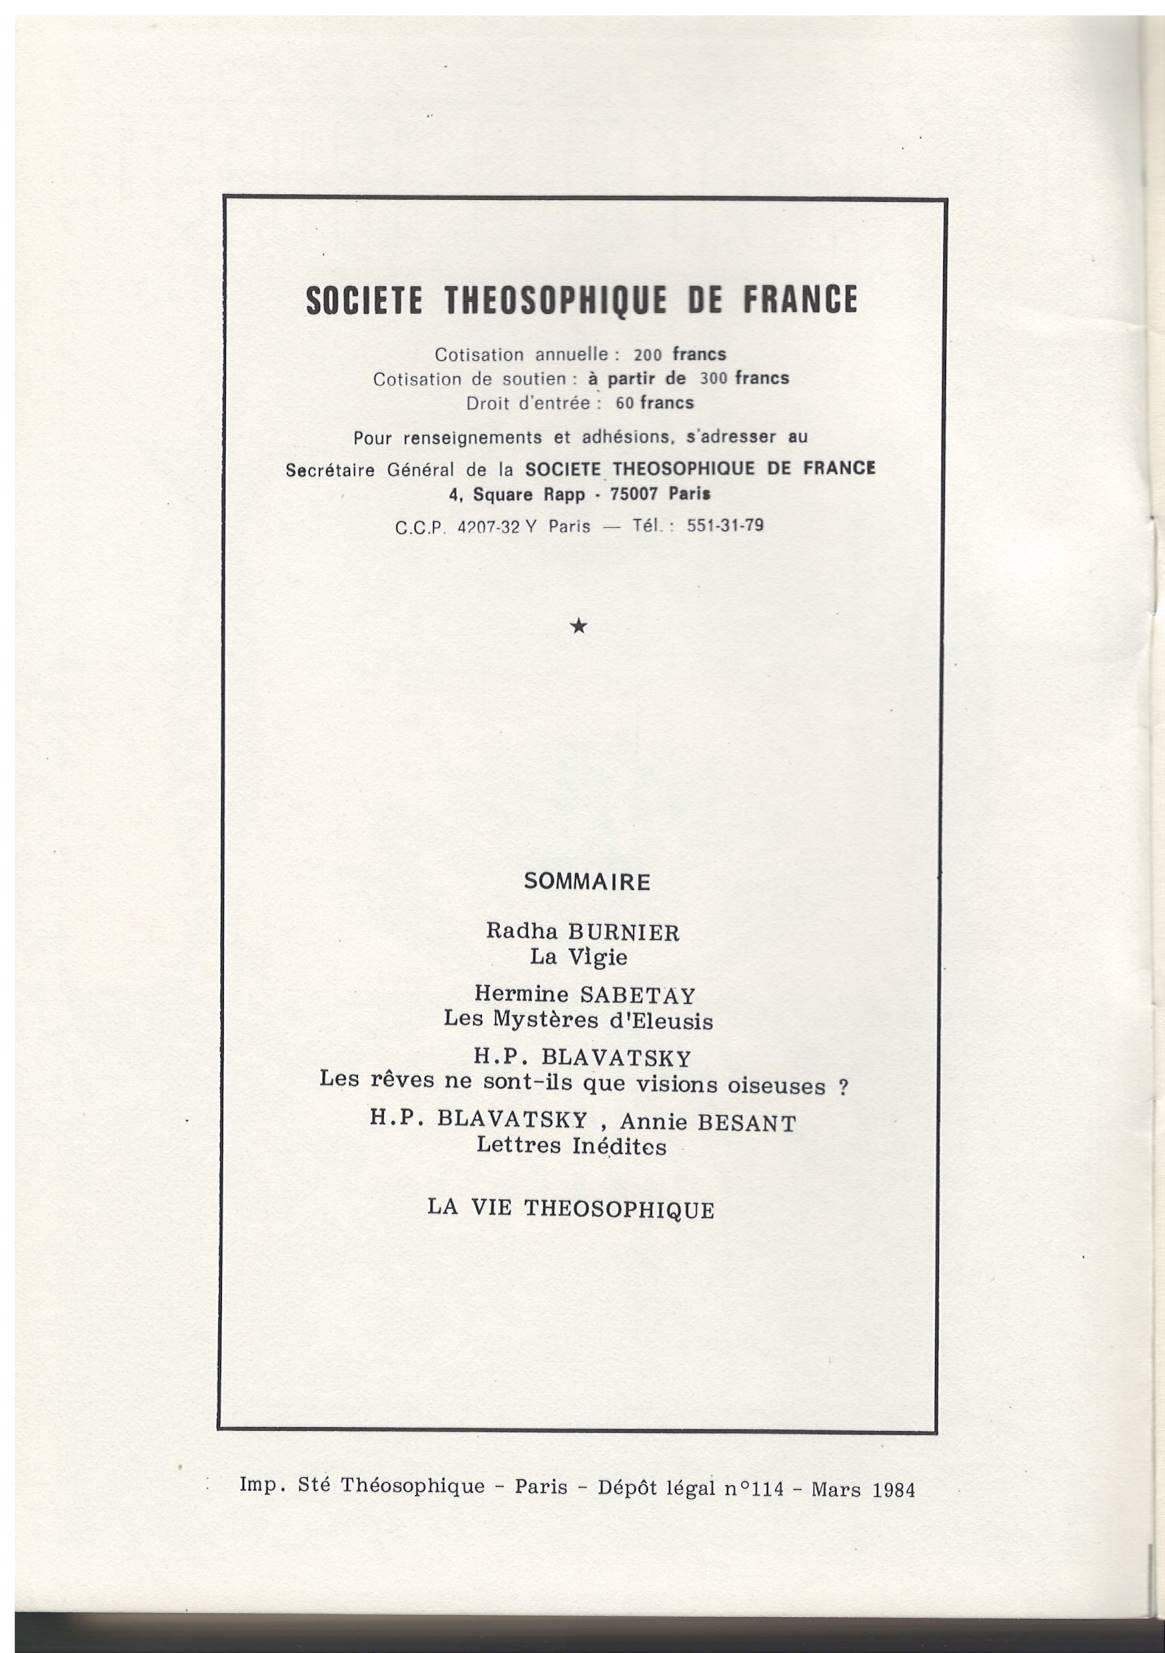 SOCIETE THEOSOPHIQUE DE FRANCE
Cotisation annuelle : 200 francs
Cotisation de soutien : à partir de 300 francs
Droit d'entrée : 60 francs
Pour renseignements et adhésions, s'adresser au
Secrétaire Général de la SOCIETE THEOSOPHIQUE DE FRANCE
4, Square Rapp - 75007 Paris
C.C.P. 4207-32 Y Paris — Tél. : 551-31-79
★
SOMMAIRE
Radha BURNIER
La Vigie
Hermine SABETAY
Les Mystères d'Eleusis
H.P. BLAVATSKY
Les rêves ne sont-ils que visions oiseuses ?
H.P. BLAVATSKY , Annie BESANT
Lettres Inédites
LA VIE THEOSOPHIQUE
Imp. Sté Théosophique - Paris - Dépôt légal n°114 - Mars 1984